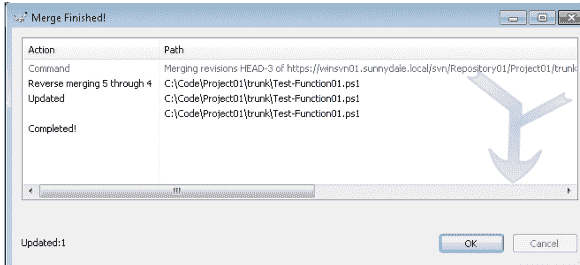 Merge Finished!
Action Path
Command Merging revisions HEAD-3 of https://winsvn01.sunnydale.local/svn/Repository01/Project01/trunk
Reverse merging 5 through 4 C:\Code\Project01\trunk\Test-Function01.ps1
Updated C:\Code\Project01\trunk\Test-Function01.ps1
C:\Code\Project01\trunk\Test-Function01.ps1
Completed!
Updated:1
OK Cancel